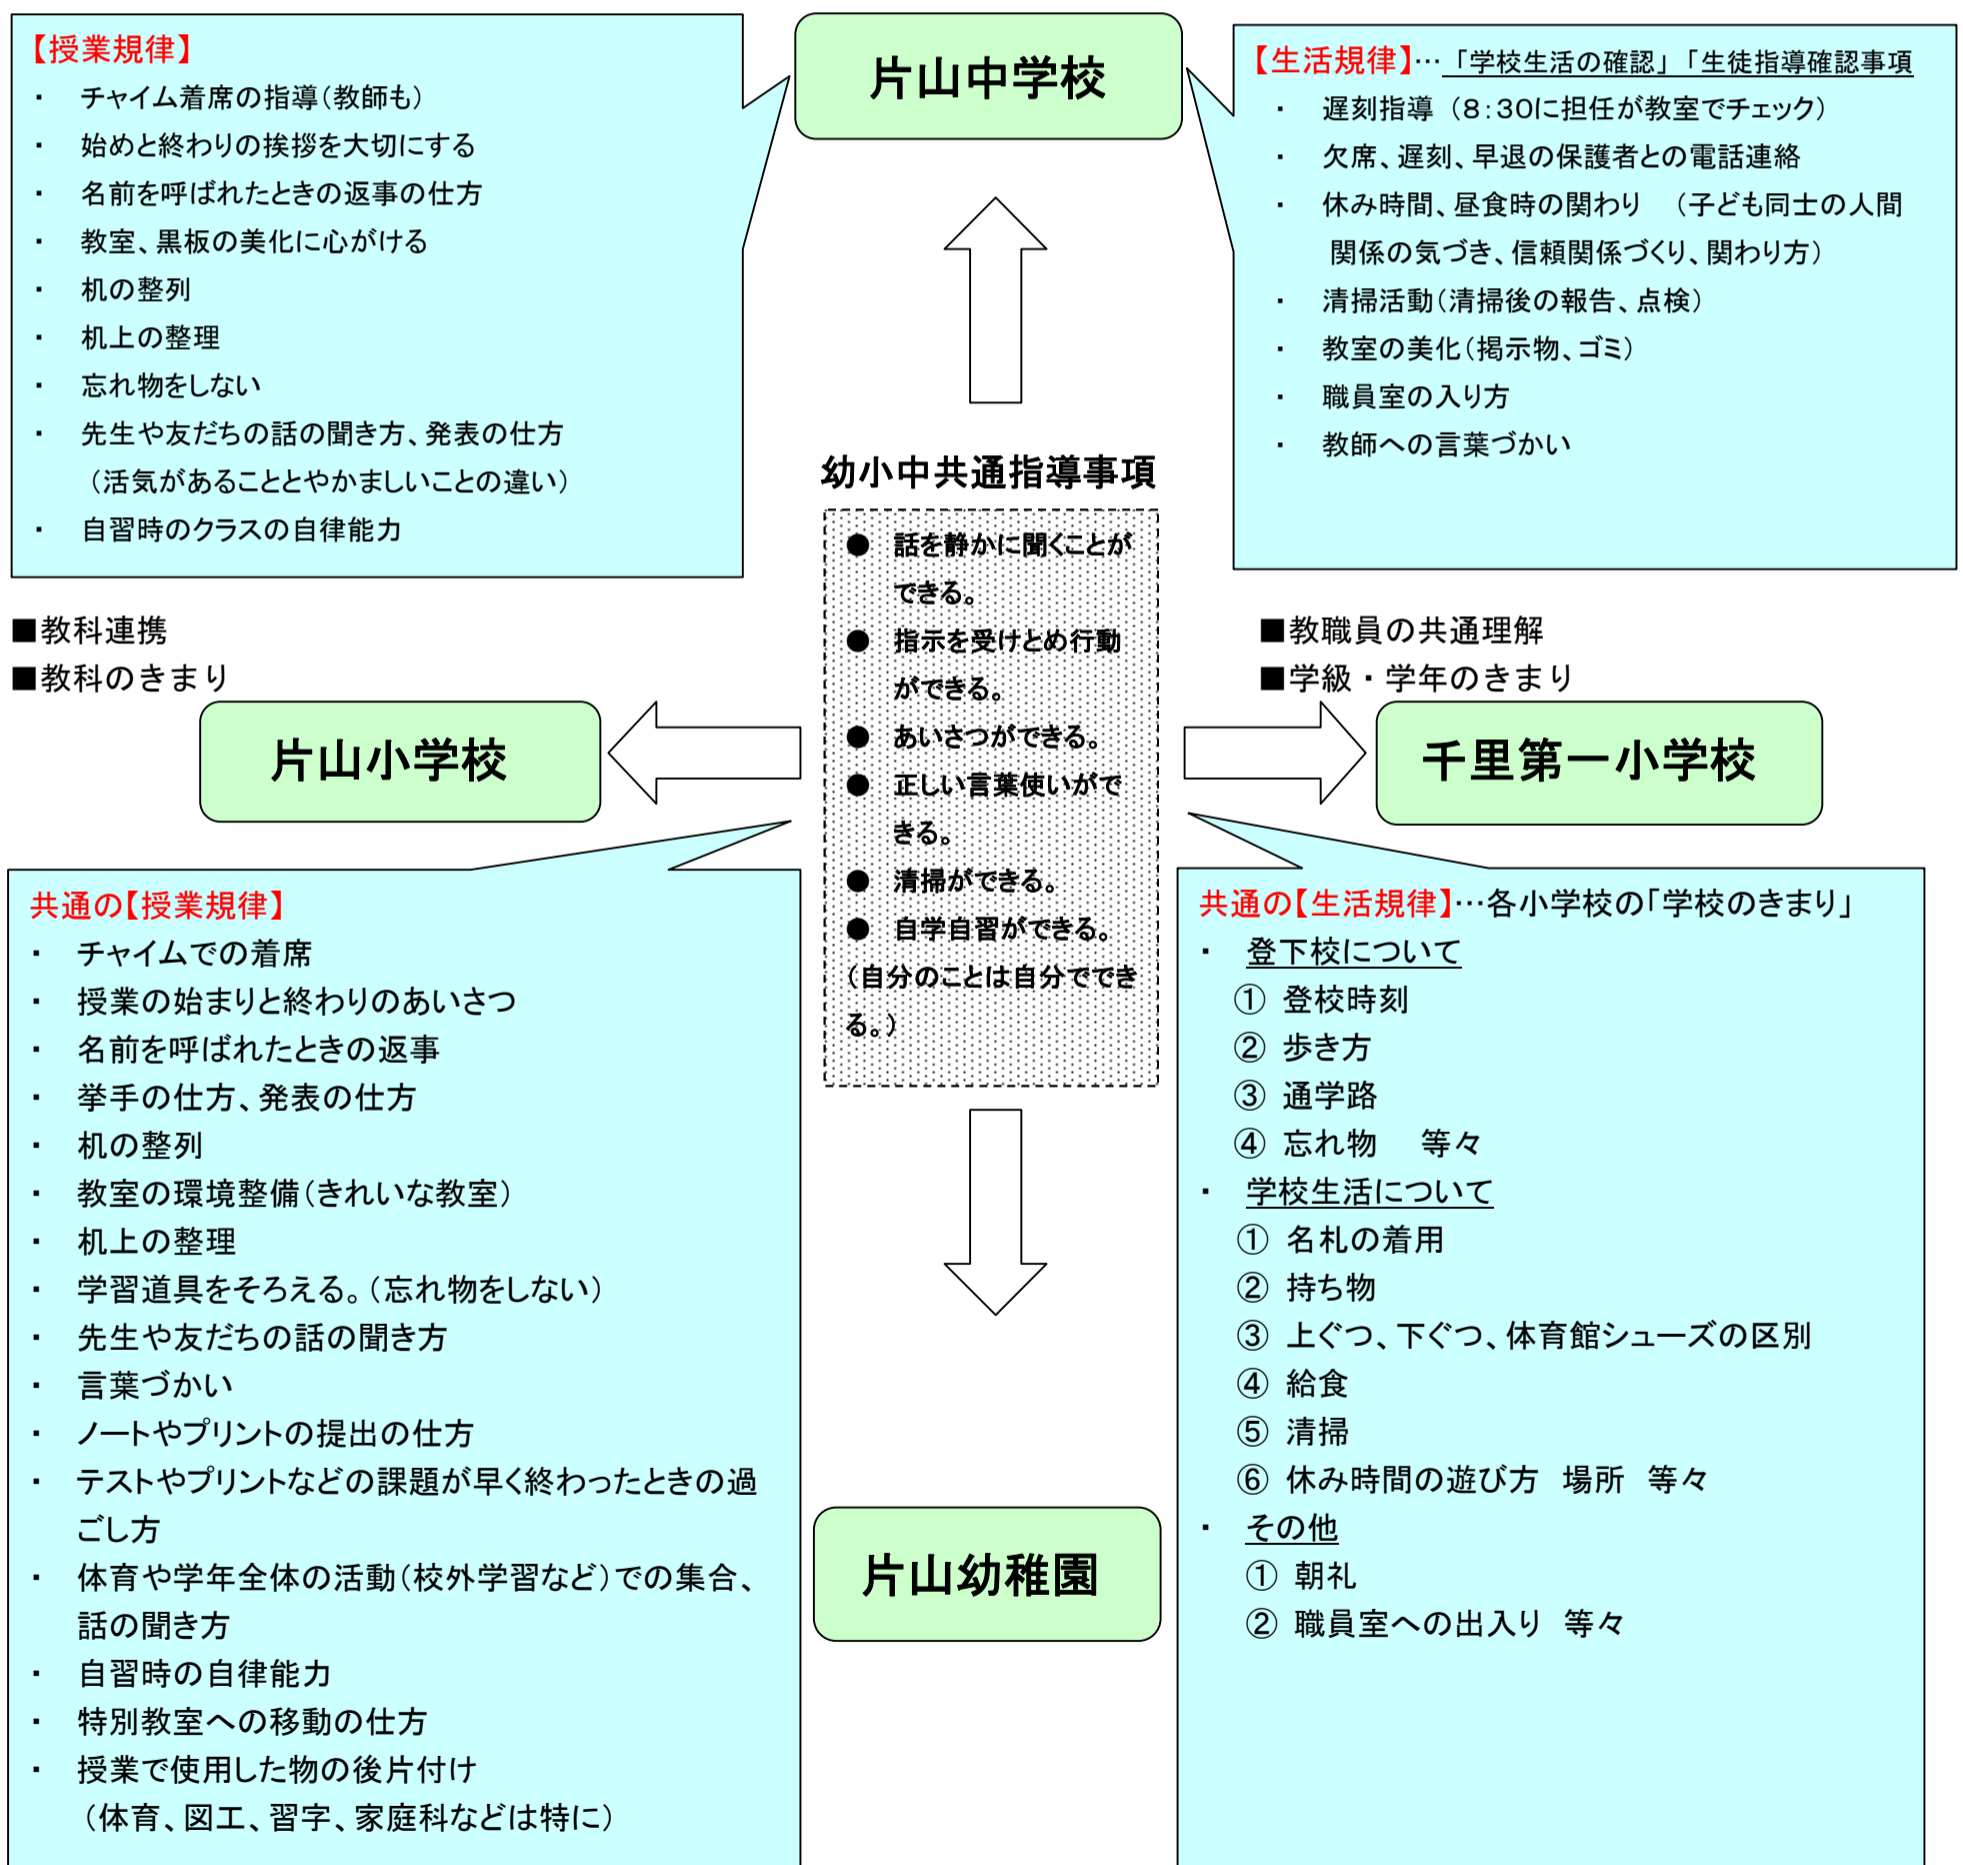 【授業規律】
・　チャイム着席の指導（教師も）
・　始めと終わりの挨拶を大切にする
・　名前を呼ばれたときの返事の仕方
・　教室、黒板の美化に心がける
・　机の整列
・　机上の整理
・　忘れ物をしない
・　先生や友だちの話の聞き方、発表の仕方
（活気があることとやかましいことの違い）
・　自習時のクラスの自律能力
片山中学校
【生活規律】…「学校生活の確認」「生徒指導確認事項
・　遅刻指導（８：３０に担任が教室でチェック）
・　欠席、遅刻、早退の保護者との電話連絡
・　休み時間、昼食時の関わり　（子ども同士の人間
関係の気づき、信頼関係づくり、関わり方）
・　清掃活動（清掃後の報告、点検）
・　教室の美化（掲示物、ゴミ）
・　職員室の入り方
・　教師への言葉づかい
幼小中共通指導事項
●　話を静かに聞くことが
できる。
●　指示を受けとめ行動
ができる。
●　あいさつができる。
●　正しい言葉使いがで
きる。
●　清掃ができる。
●　自学自習ができる。
（自分のことは自分ででき
る。）
■教科連携
■教科のきまり
■教職員の共通理解
■学級・学年のきまり
片山小学校
千里第一小学校
共通の【授業規律】
・　チャイムでの着席
・　授業の始まりと終わりのあいさつ
・　名前を呼ばれたときの返事
・　挙手の仕方、発表の仕方
・　机の整列
・　教室の環境整備（きれいな教室）
・　机上の整理
・　学習道具をそろえる。（忘れ物をしない）
・　先生や友だちの話の聞き方
・　言葉づかい
・　ノートやプリントの提出の仕方
・　テストやプリントなどの課題が早く終わったときの過
ごし方
・　体育や学年全体の活動（校外学習など）での集合、
話の聞き方
・　自習時の自律能力
・　特別教室への移動の仕方
・　授業で使用した物の後片付け
（体育、図工、習字、家庭科などは特に）
共通の【生活規律】…各小学校の「学校のきまり」
・　登下校について
① 登校時刻
② 歩き方
③ 通学路
④ 忘れ物　等々
・　学校生活について
① 名札の着用
② 持ち物
③ 上ぐつ、下ぐつ、体育館シューズの区別
④ 給食
⑤ 清掃
⑥ 休み時間の遊び方　場所　等々
・　その他
① 朝礼
② 職員室への出入り　等々
片山幼稚園